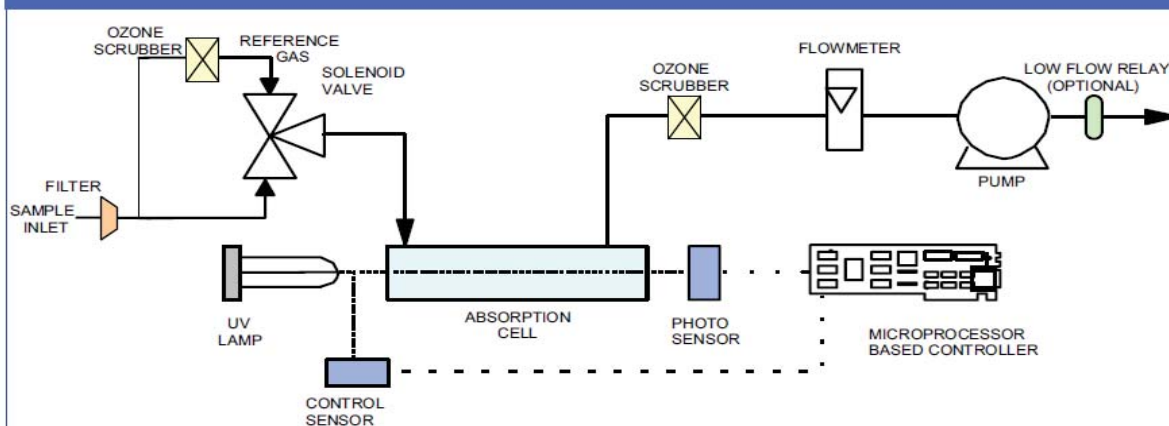 OZONE
SCRUBBER
REFERENCE
GAS
SOLENOID
VALVE
FILTER
SAMPLE
INLET
OZONE
SCRUBBER
FLOWMETER
LOW FLOW RELAY
(OPTIONAL)
PUMP
UV
LAMP
ABSORPTION
CELL
PHOTO
SENSOR
MICROPROCESSOR
BASED CONTROLLER
CONTROL
SENSOR